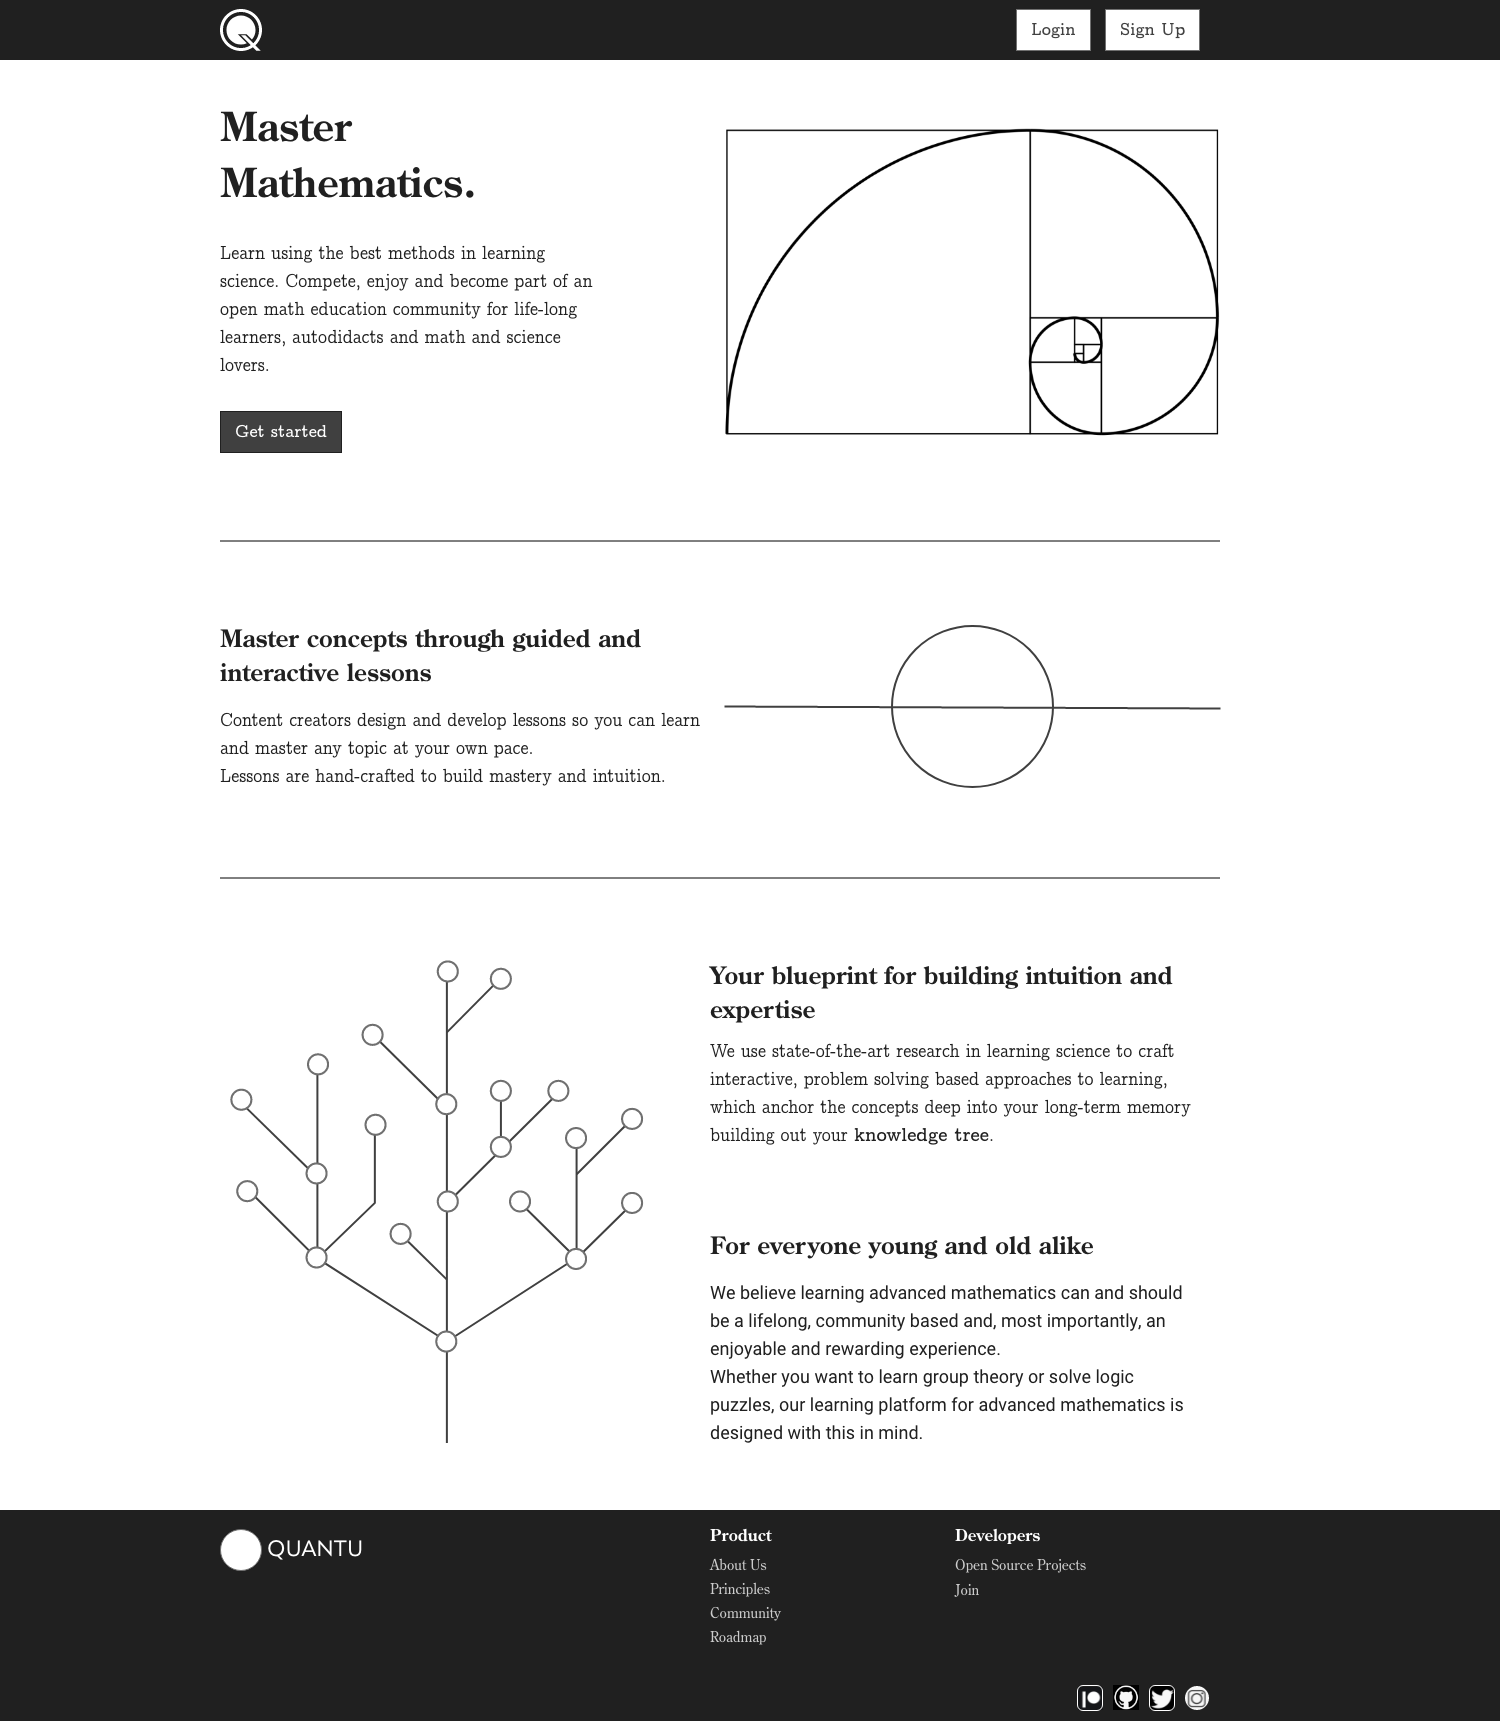 Q
Login
Sign Up
Master
Mathematics.
Learn using the best methods in learning
science. Compete, enjoy and become part of an
open math education community for life-long
learners, autodidacts and math and science
lovers.
Get started
Master concepts through guided and
interactive lessons
Content creators design and develop lessons so you can learn
and master any topic at your own pace.
Lessons are hand-crafted to build mastery and intuition.
Your blueprint for building intuition and
expertise
We use state-of-the-art research in learning science to craft
interactive, problem solving based approaches to learning,
which anchor the concepts deep into your long-term memory
building out your knowledge tree.
For everyone young and old alike
We believe learning advanced mathematics can and should
be a lifelong, community based and, most importantly, an
enjoyable and rewarding experience.
Whether you want to learn group theory or solve logic
puzzles, our learning platform for advanced mathematics is
designed with this in mind.
QUANTU
Product
About Us
Principles
Community
Roadmap
Developers
Open Source Projects
Join